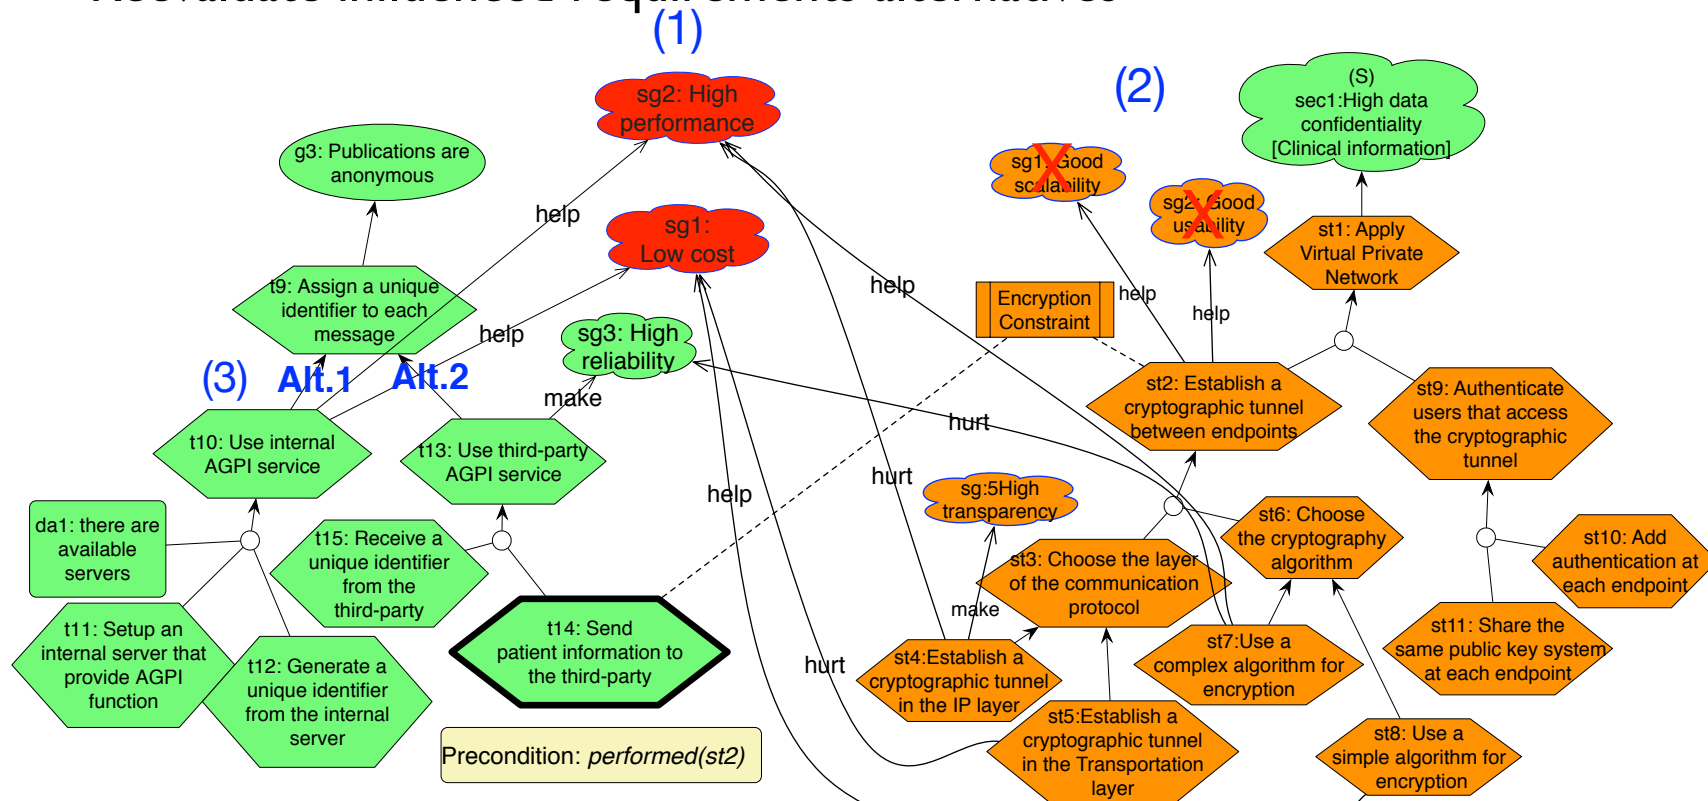 Reevaluate influenced requirements alternatives
(1)
sg2: High
performance
(2)
(S)
sec1:High data
confidentiality
[Clinical information]
g3: Publications are
anonymous
sg1: Good
scalability
sg2: Good
usability
help
sg1:
Low cost
st1: Apply
Virtual Private
Network
t9: Assign a unique
identifier to each
message
help
Encryption
Constraint
help
help
help
sg3: High
reliability
(3)
Alt.1
Alt.2
make
st2: Establish a
cryptographic tunnel
between endpoints
st9: Authenticate
users that access
the cryptographic
tunnel
hurt
t10: Use internal
AGPI service
t13: Use third-party
AGPI service
hurt
help
sg:5High
transparency
da1: there are
available
servers
t15: Receive a
unique identifier
from the
third-party
st6: Choose
the cryptography
algorithm
st10: Add
authentication at
each endpoint
st3: Choose the layer
of the communication
protocol
make
t11: Setup an
internal server that
provide AGPI
function
t12: Generate a
unique identifier
from the internal
server
t14: Send
patient information to
the third-party
hurt
st4:Establish a
cryptographic tunnel
in the IP layer
st7:Use a
complex algorithm for
encryption
st11: Share the
same public key system
at each endpoint
st5:Establish a
cryptographic tunnel
in the Transportation
layer
st8: Use a
simple algorithm for
encryption
Precondition: performed(st2)